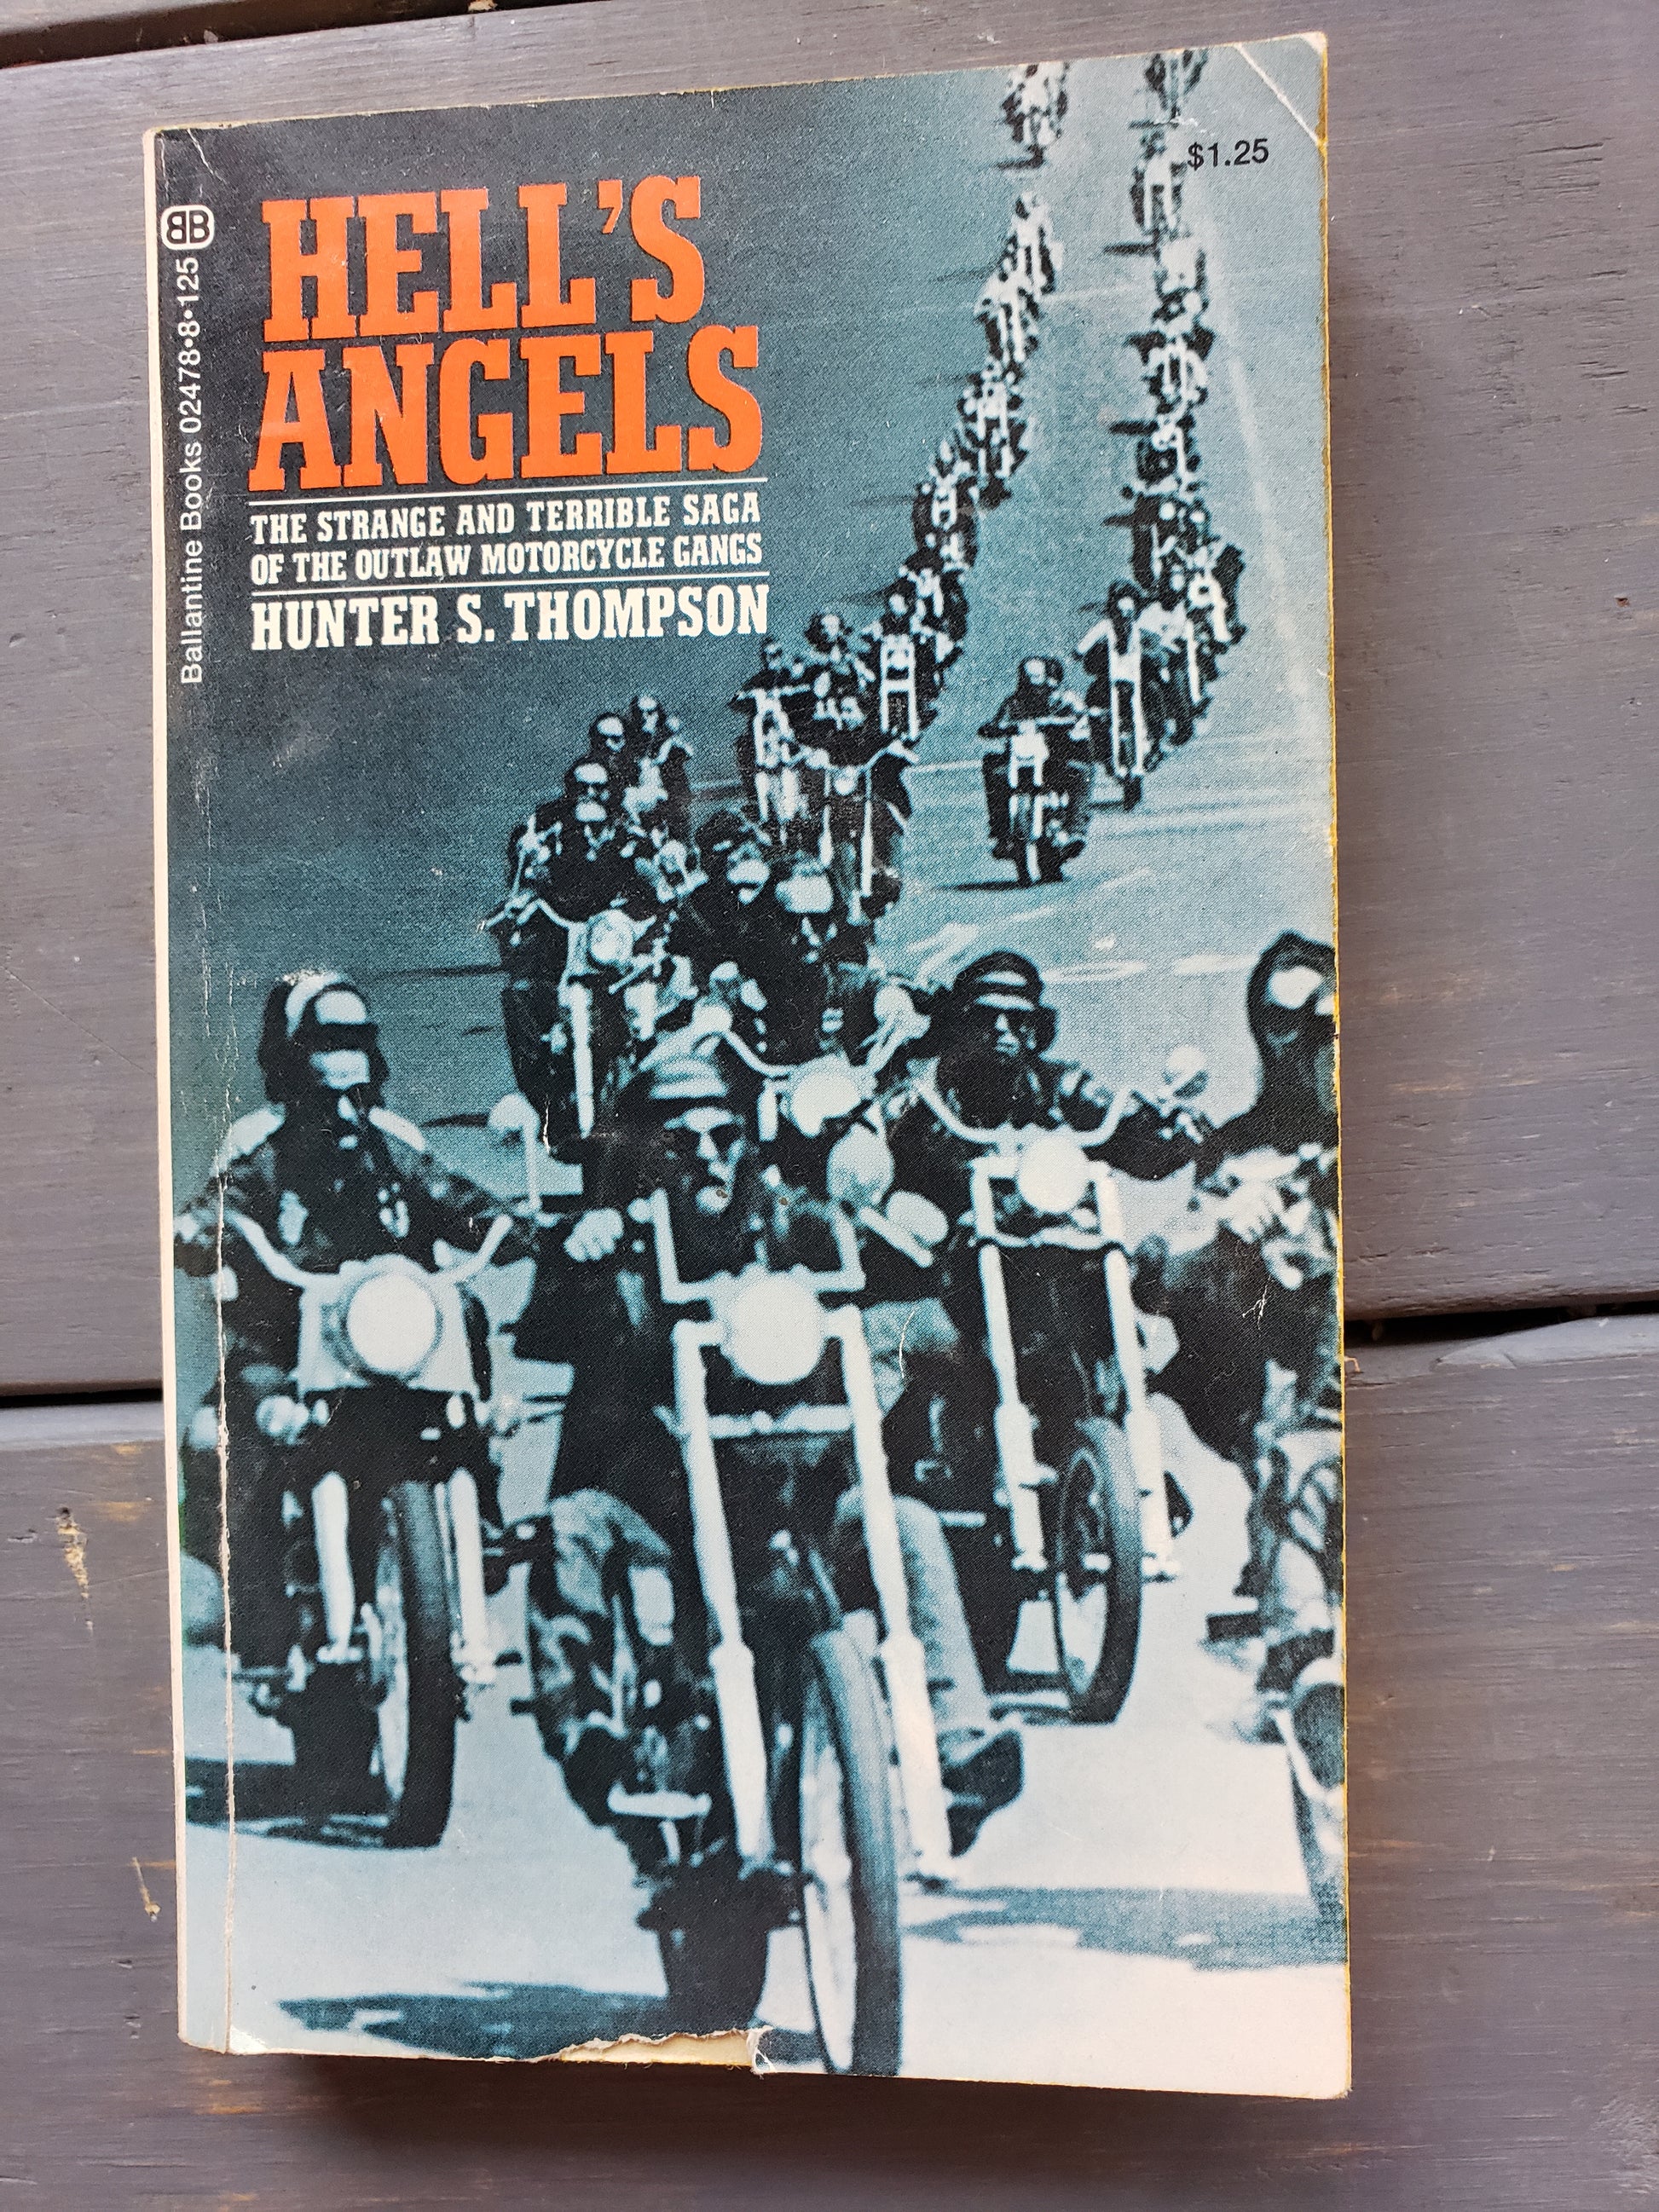 $1.25
BB
Ballantine Books 02478•8•125
HELL'S
ANGELS
THE STRANGE AND TERRIBLE SAGA
OF THE OUTLAW MOTORCYCLE GANGS
HUNTER S. THOMPSON